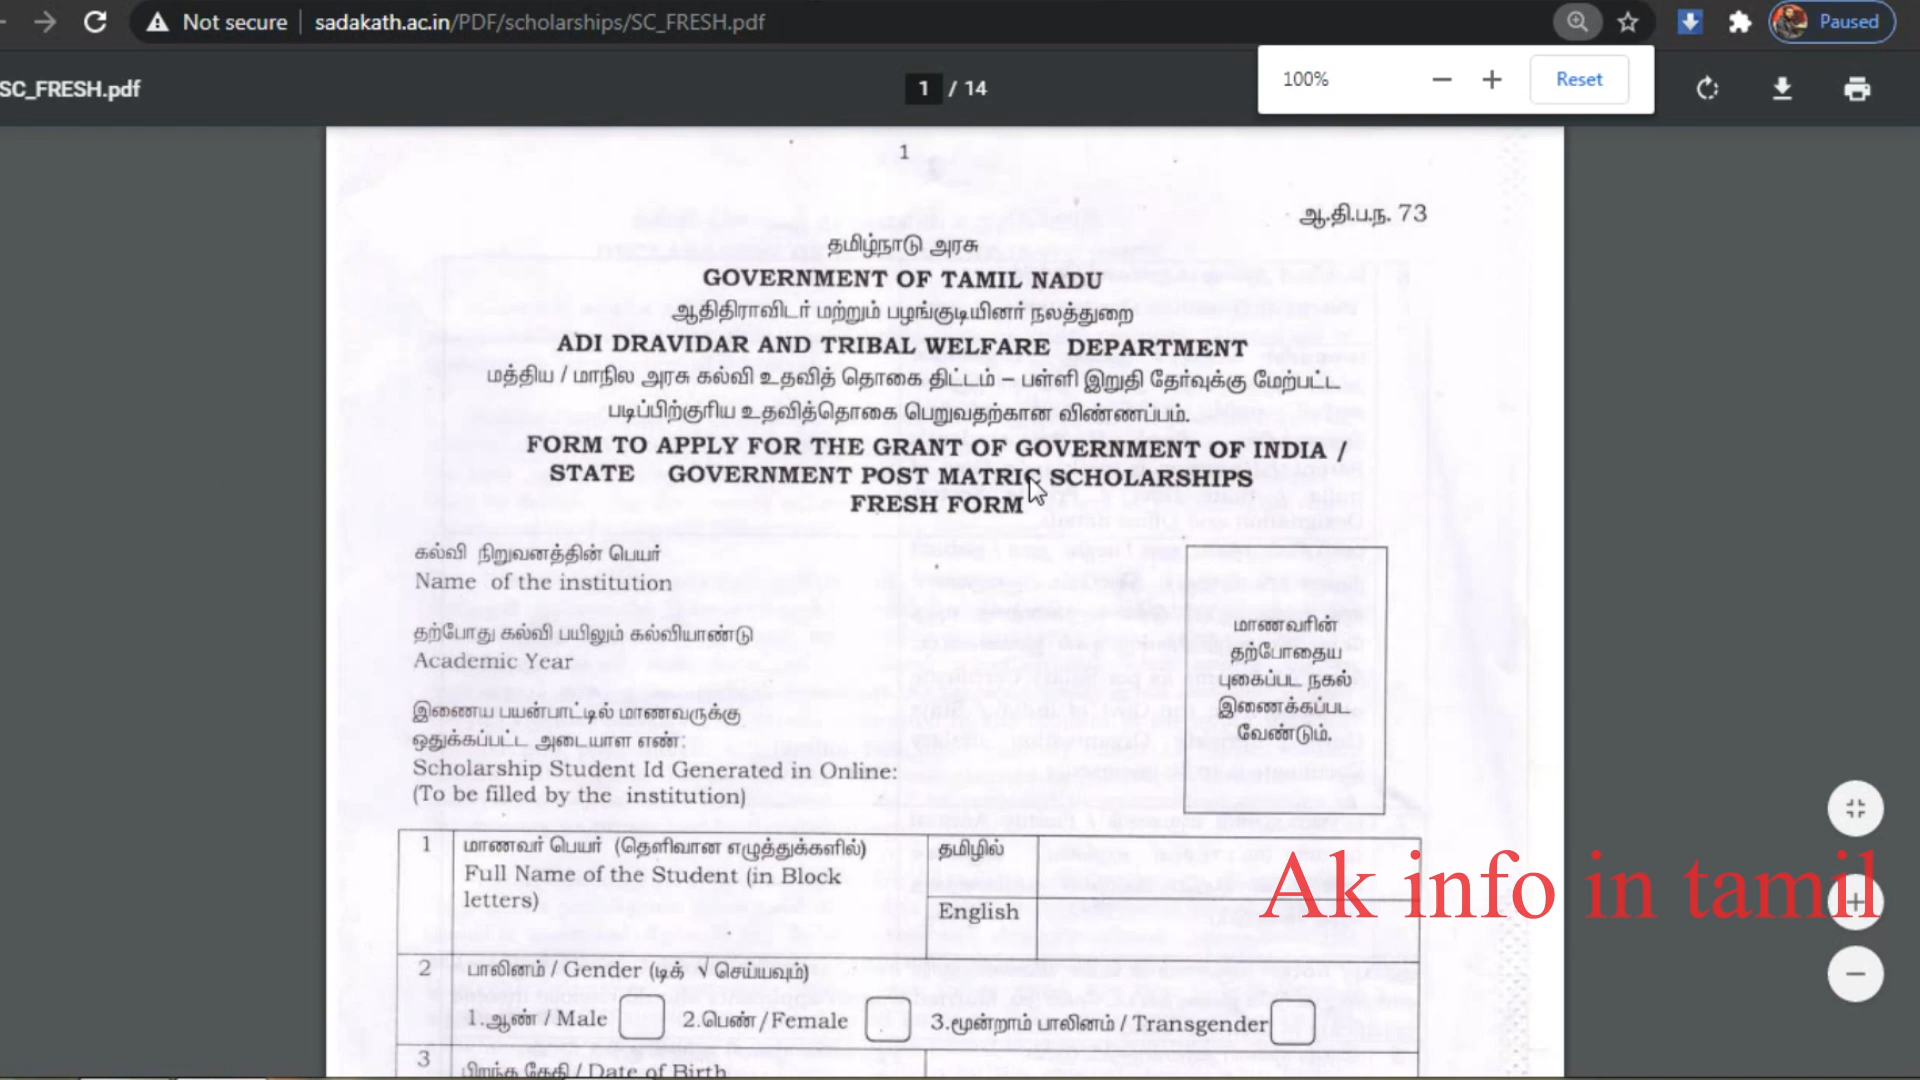 Not secure sadakath.ac.in/PDF/scholarships/SC_FRESH.pdf Paused
SC_FRESH.pdf 1 / 14 100% Reset
1
ஆ.தி.ப.ந. 73
தமிழ்நாடு அரசு
GOVERNMENT OF TAMIL NADU
ஆதிதிராவிடர் மற்றும் பழங்குடியினர் நலத்துறை
ADI DRAVIDAR AND TRIBAL WELFARE DEPARTMENT
மத்திய / மாநில அரசு கல்வி உதவித் தொகை திட்டம் – பள்ளி இறுதி தேர்வுக்கு மேற்பட்ட
படிப்பிற்குரிய உதவித்தொகை பெறுவதற்கான விண்ணப்பம்.
FORM TO APPLY FOR THE GRANT OF GOVERNMENT OF INDIA /
STATE GOVERNMENT POST MATRIC SCHOLARSHIPS
FRESH FORM
கல்வி நிறுவனத்தின் பெயர்
Name of the institution
தற்போது கல்வி பயிலும் கல்வியாண்டு
Academic Year
இணைய பயன்பாட்டில் மாணவருக்கு
ஒதுக்கப்பட்ட அடையாள எண்:
Scholarship Student Id Generated in Online:
(To be filled by the institution)
மாணவரின்
தற்போதைய
புகைப்பட நகல்
இணைக்கப்பட
வேண்டும்.
1 மாணவர் பெயர் (தெளிவான எழுத்துக்களில்)
Full Name of the Student (in Block
letters)
தமிழில்
English
Ak info in tamil
2 பாலினம் / Gender (டிக் √ செய்யவும்)
1.ஆண் / Male 2.பெண் / Female 3.மூன்றாம் பாலினம் / Transgender
3 பிறந்த தேதி / Date of Birth